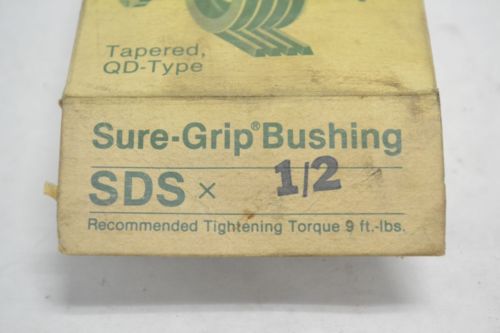 Tapered,
QD-Type
Sure-Grip® Bushing
SDS × 1/2
Recommended Tightening Torque 9 ft.-lbs.